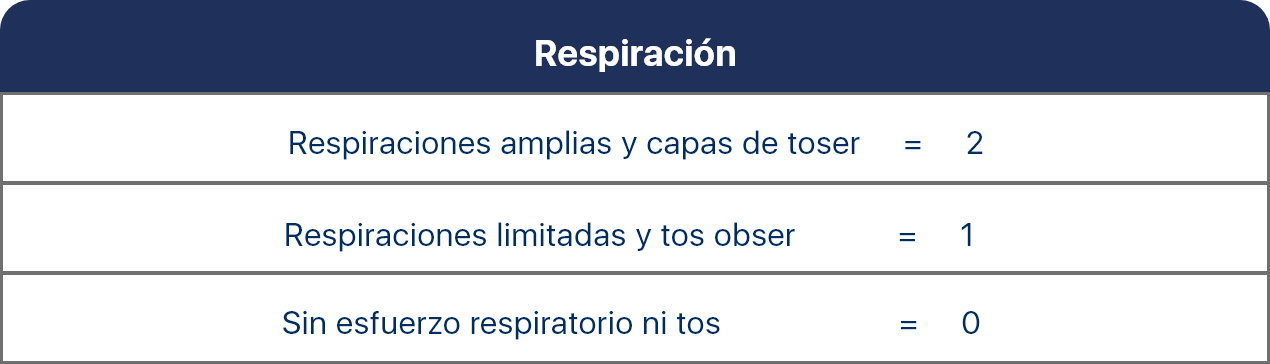 Respiración
Respiraciones amplias y capas de toser = 2
Respiraciones limitadas y tos obser = 1
Sin esfuerzo respiratorio ni tos = 0